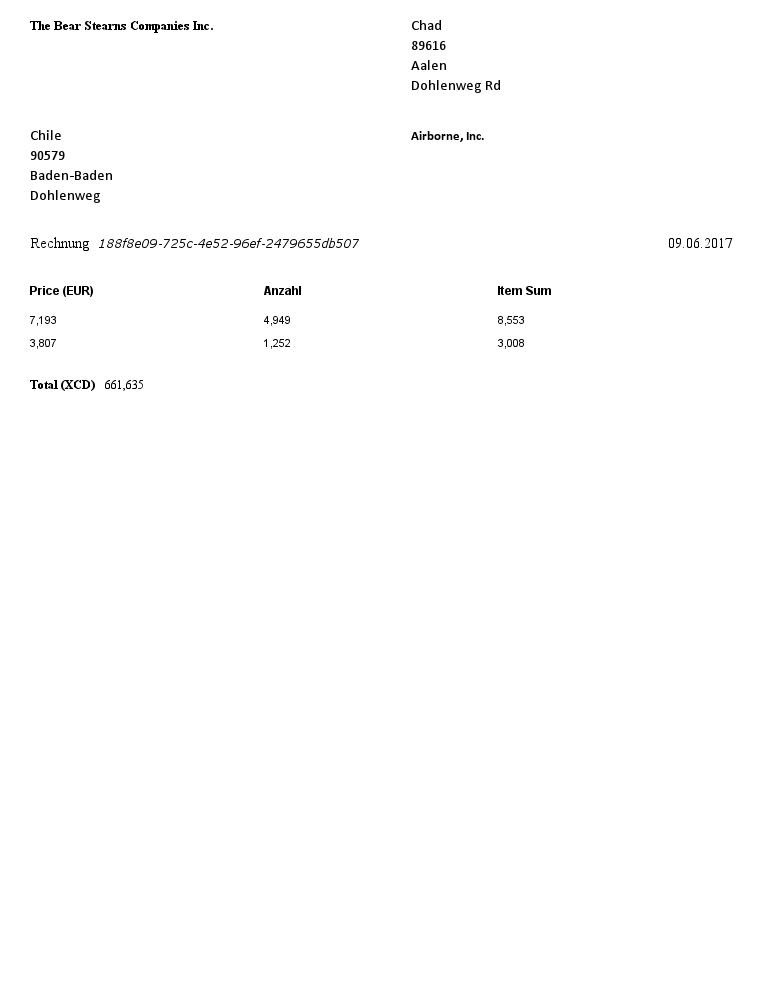 The Bear Stearns Companies Inc.
Chad
89616
Aalen
Dohlenweg Rd
Chile
90579
Baden-Baden
Dohlenweg
Airborne, Inc.
Rechnung 188f8e09-725c-4e52-96ef-2479655db507 09.06.2017
Price (EUR) Anzahl Item Sum
7,193 4,949 8,553
3,807 1,252 3,008
Total (XCD) 661,635